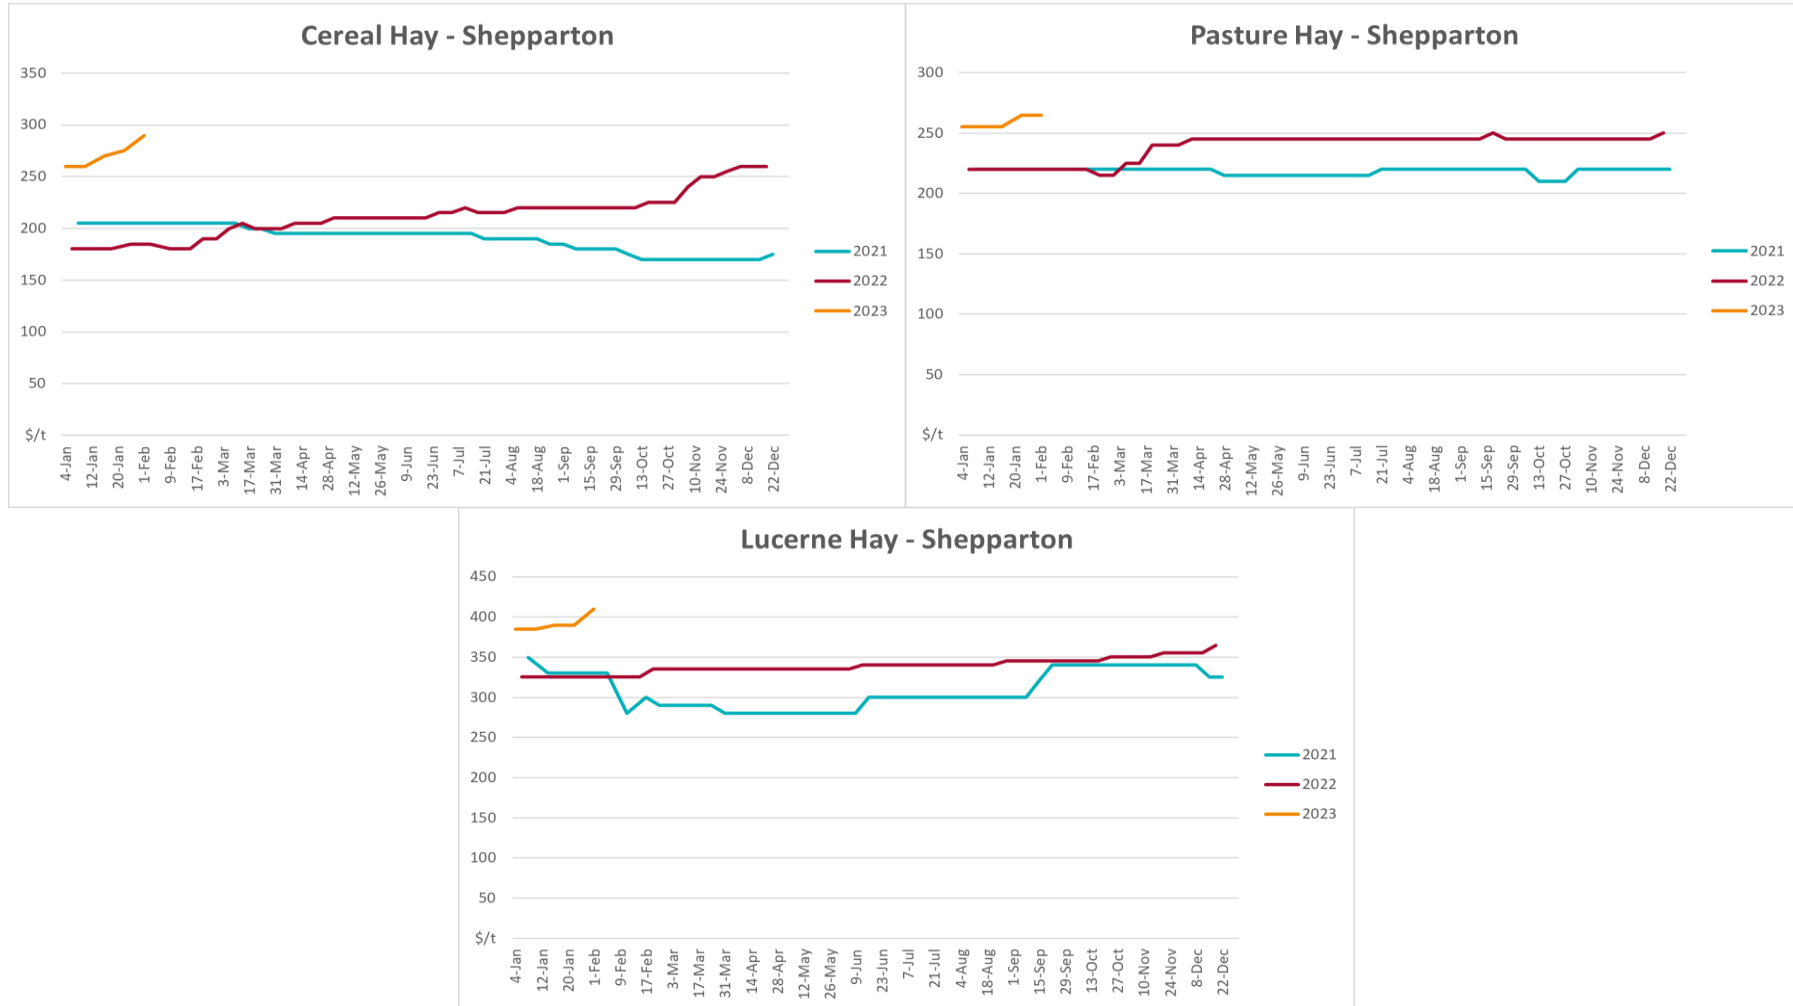 Cereal Hay - Shepparton
350
300
250
200
150
100
50
$/t
4-Jan
12-Jan
20-Jan
1-Feb
9-Feb
17-Feb
3-Mar
17-Mar
31-Mar
14-Apr
28-Apr
12-May
26-May
9-Jun
23-Jun
7-Jul
21-Jul
4-Aug
18-Aug
1-Sep
15-Sep
29-Sep
13-Oct
27-Oct
10-Nov
24-Nov
8-Dec
22-Dec
2021
2022
2023
Pasture Hay - Shepparton
300
250
200
150
100
50
$/t
4-Jan
12-Jan
20-Jan
1-Feb
9-Feb
17-Feb
3-Mar
17-Mar
31-Mar
14-Apr
28-Apr
12-May
26-May
9-Jun
23-Jun
7-Jul
21-Jul
4-Aug
18-Aug
1-Sep
15-Sep
29-Sep
13-Oct
27-Oct
10-Nov
24-Nov
8-Dec
22-Dec
2021
2022
2023
Lucerne Hay - Shepparton
450
400
350
300
250
200
150
100
50
$/t
4-Jan
12-Jan
20-Jan
1-Feb
9-Feb
17-Feb
3-Mar
17-Mar
31-Mar
14-Apr
28-Apr
12-May
26-May
9-Jun
23-Jun
7-Jul
21-Jul
4-Aug
18-Aug
1-Sep
15-Sep
29-Sep
13-Oct
27-Oct
10-Nov
24-Nov
8-Dec
22-Dec
2021
2022
2023